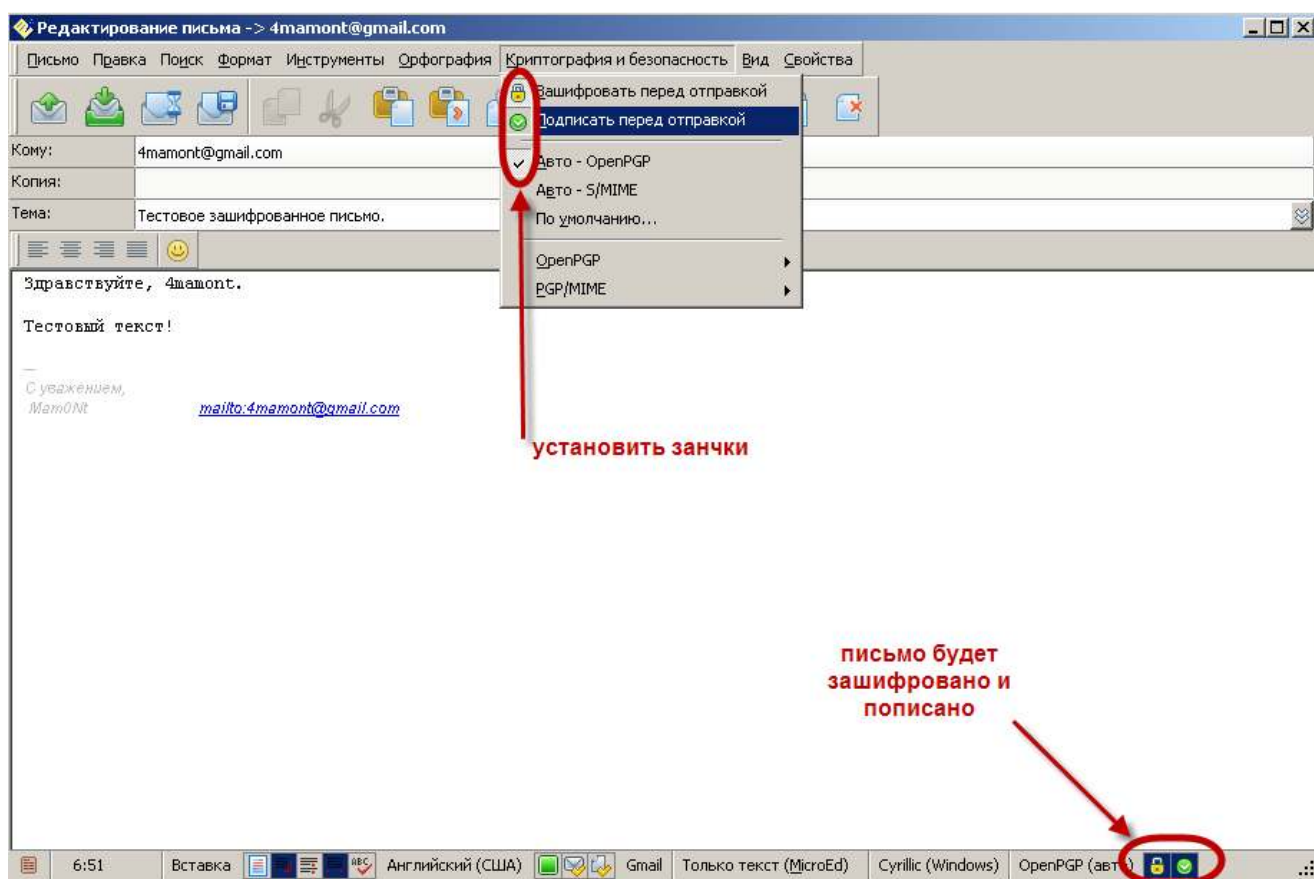 Редактирование письма -> 4mamont@gmail.com
Письмо Правка Поиск Формат Инструменты Орфография Криптография и безопасность Вид Свойства
Зашифровать перед отправкой
Подписать перед отправкой
Кому: 4mamont@gmail.com
Авто - OpenPGP
Копия:
Авто - S/MIME
Тема: Тестовое зашифрованное письмо.
По умолчанию...
OpenPGP
PGP/MIME
Здравствуйте, 4mamont.
Тестовый текст!
--
С уважением,
Mam0Nt mailto:4mamont@gmail.com
установить занчки
письмо будет
зашифровано и
пописано
6:51 Вставка ABC Английский (США) Gmail Только текст (MicroEd) Cyrillic (Windows) OpenPGP (авто)